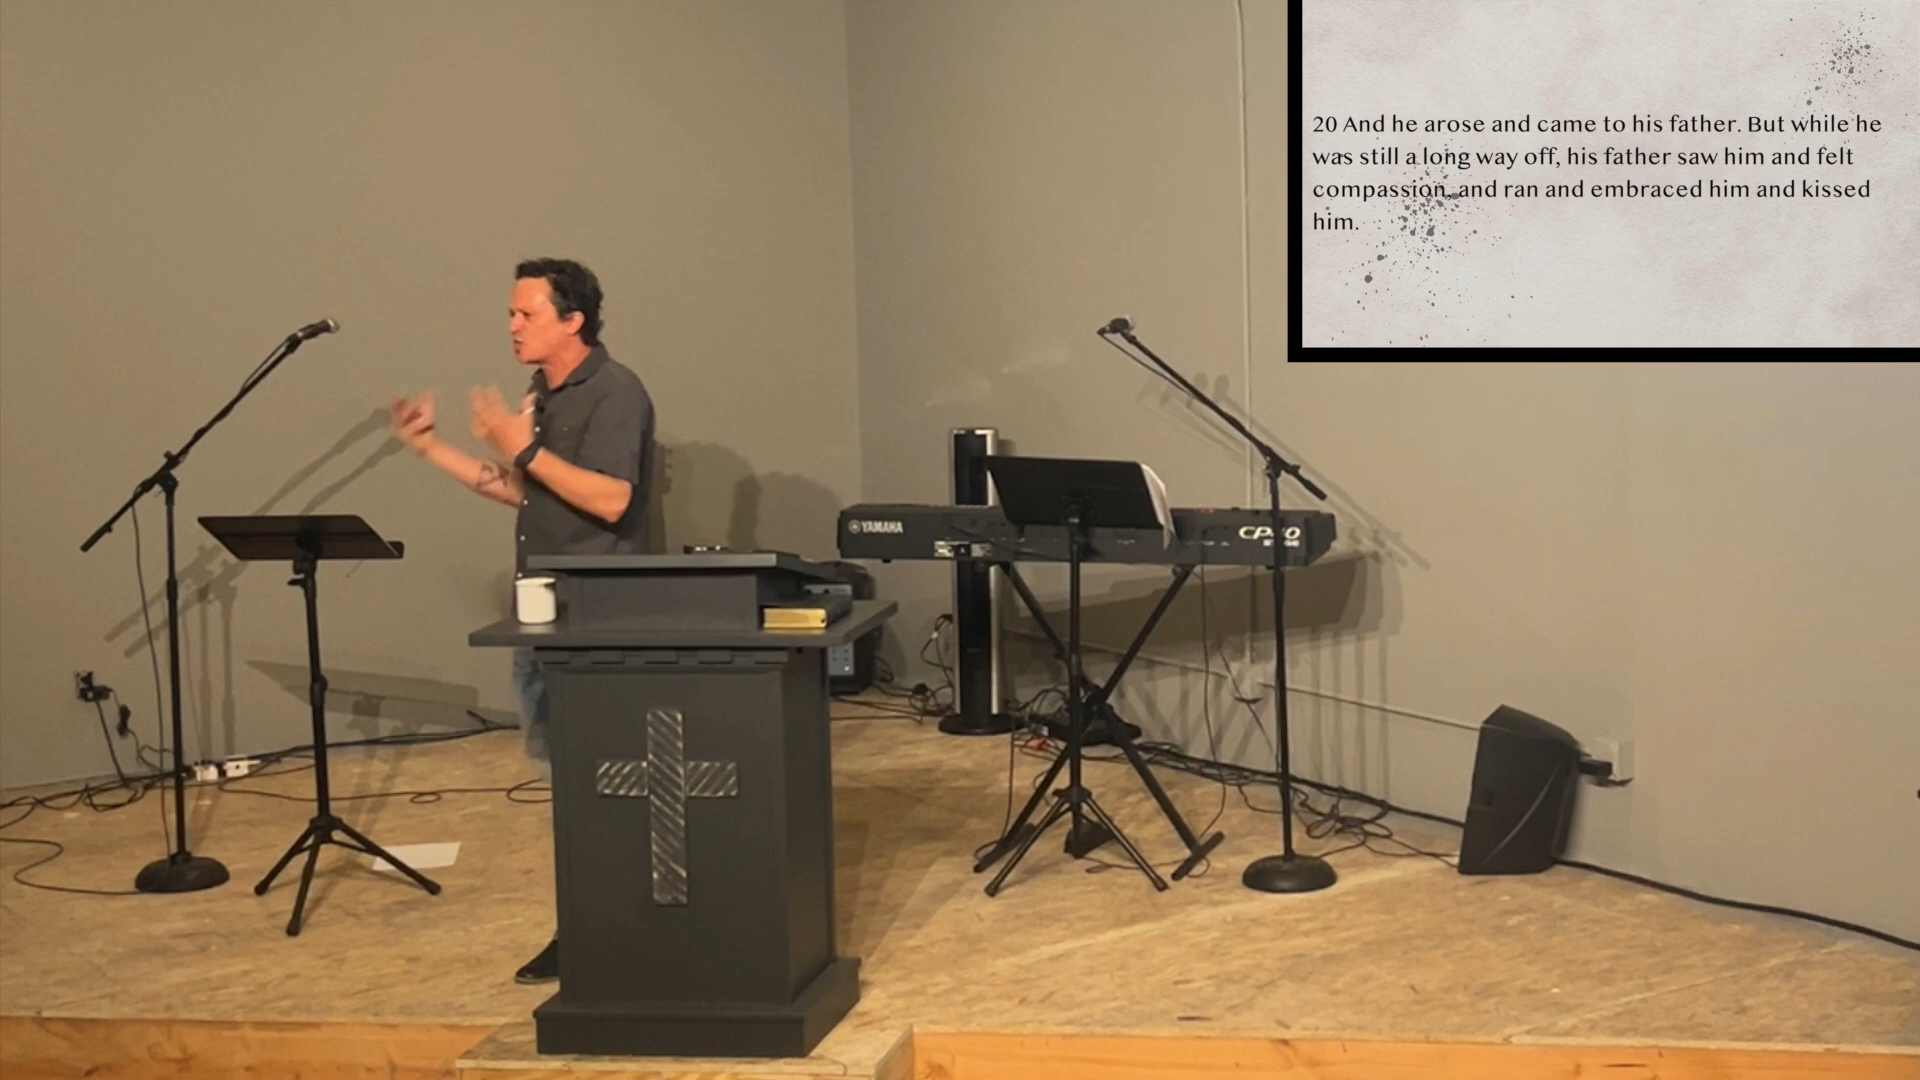 20 And he arose and came to his father. But while he
was still a long way off, his father saw him and felt
compassion, and ran and embraced him and kissed
him.
YAMAHA